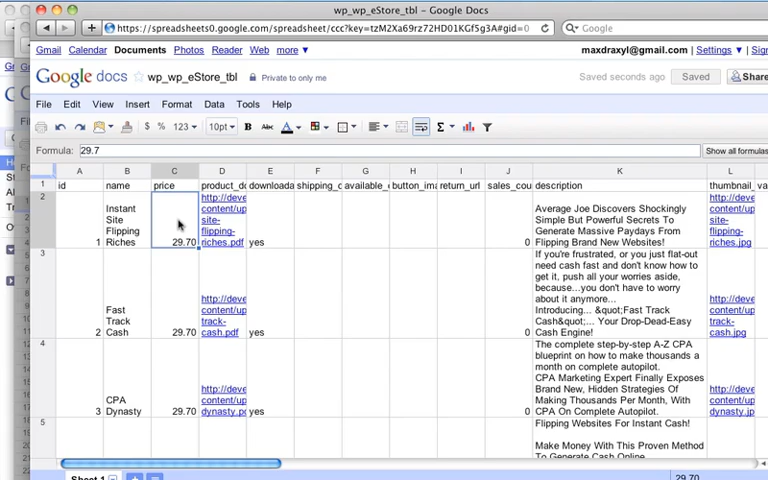 wp_wp_eStore_tbl – Google Docs
https://spreadsheets0.google.com/spreadsheet/ccc?key=tzM2Xa69rz72HD01KGfSg3A#gid=0
Google
Gmail Calendar Documents Photos Reader Web more ▼
maxdraxyl@gmail.com | Settings ▼ |
Google docs wp_wp_eStore_tbl Private to only me
Saved seconds ago Saved Share
File Edit View Insert Format Data Tools Help
$ % 123 10pt B Abc A Σ
Formula: 29.7 Show all formulas
A B C D E F G H I J K L
1 id name price product_dc downloada shipping_c available_ button_ima return_url sales_cou description thumbnail_ va
2
Instant
Site
Flipping
Riches
1
29.70
http://deve
content/up
site-
flipping-
riches.pdf
yes
0
Average Joe Discovers Shockingly
Simple But Powerful Secrets To
Generate Massive Paydays From
Flipping Brand New Websites!
http://deve
content/up
site-
flipping-
riches.jpg
3
Fast
Track
Cash
2
29.70
http://deve
content/up
track-
cash.pdf
yes
0
If you're frustrated, or you just flat-out
need cash fast and don't know how to
get it, push all your worries aside,
because...you don't have to worry
about it anymore...
Introducing... &quot;Fast Track
Cash&quot;... Your Drop-Dead-Easy
Cash Engine!
http://deve
content/up
track-
cash.jpg
4
CPA
Dynasty
3
29.70
http://deve
content/up
dynasty.pd
yes
0
The complete step-by-step A-Z CPA
blueprint on how to make thousands a
month on complete autopilot.
CPA Marketing Expert Finally Exposes
Brand New, Hidden Strategies Of
Making Thousands Per Month, With
CPA On Complete Autopilot.
http://deve
content/up
dynasty.jp
5
Flipping Websites For Instant Cash!
Make Money With This Proven Method
To Generate Cash Online
Sheet 1
29.70